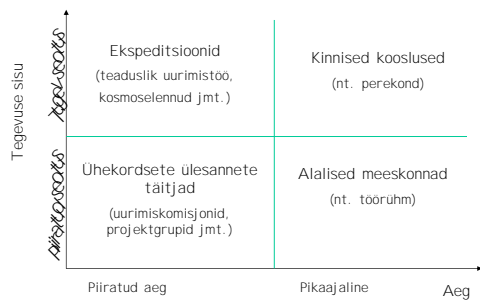 Ekspeditsioonid
(teaduslik uurimistöö,
kosmoselennud jmt.)
Kinnised kooslused
(nt. perekond)
Tegevuse sisu
Ühekordsete ülesannete
täitjad
(uurimiskomisjonid,
projektgrupid jmt.)
Alalised meeskonnad
(nt. töörühm)
Piiratud aeg
Pikaajaline
Aeg